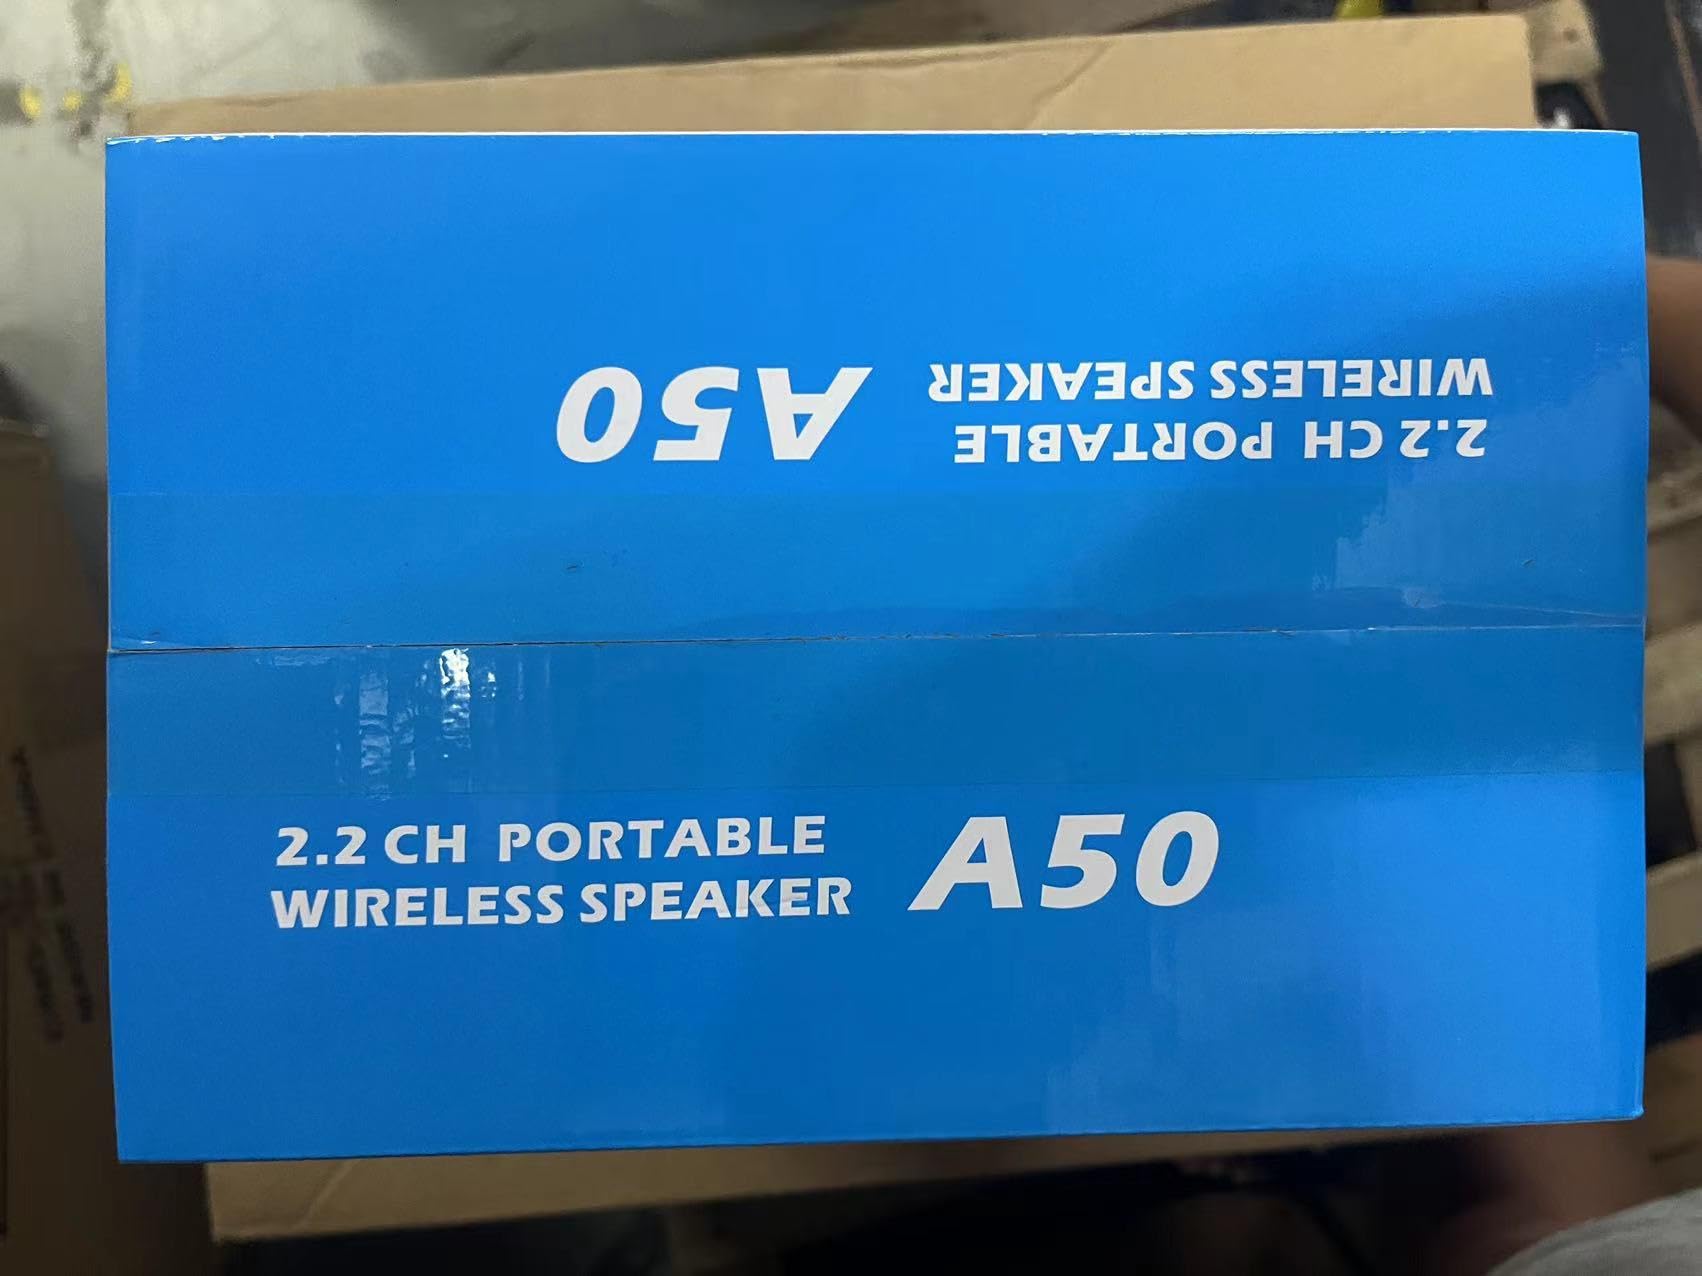 2.2 CH PORTABLE
WIRELESS SPEAKER
A50
2.2 CH PORTABLE
WIRELESS SPEAKER
A50